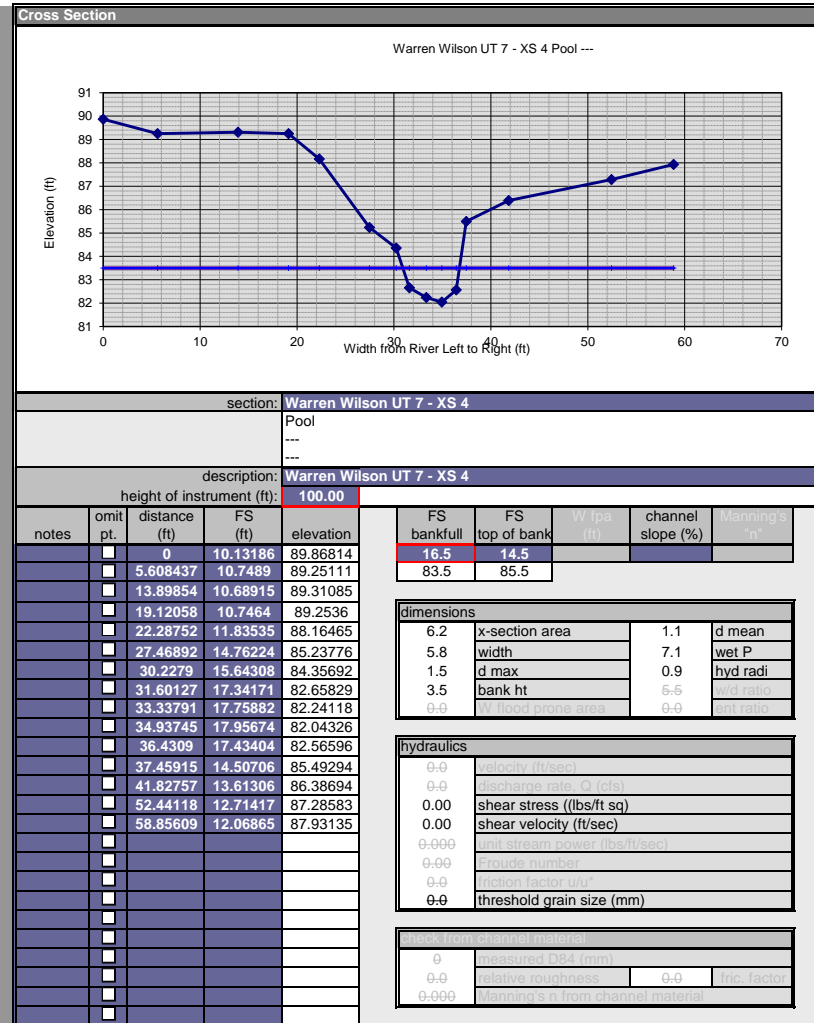 Cross Section
Warren Wilson UT 7 - XS 4 Pool ---
91
90
89
88
87
86
85
84
83
82
81
Elevation (ft)
0 10 20 30 40 50 60 70
Width from River Left to Right (ft)
section: Warren Wilson UT 7 - XS 4
Pool
---
---
description: Warren Wilson UT 7 - XS 4
height of instrument (ft): 100.00
omit distance FS FS FS W fpa channel Manning's
notes pt. (ft) (ft) elevation bankfull top of bank (ft) slope (%) "n"
0 10.13186 89.86814 16.5 14.5
5.608437 10.7489 89.25111 83.5 85.5
13.89854 10.68915 89.31085
19.12058 10.7464 89.2536 dimensions
22.28752 11.83535 88.16465 6.2 x-section area 1.1 d mean
27.46892 14.76224 85.23776 5.8 width 7.1 wet P
30.2279 15.64308 84.35692 1.5 d max 0.9 hyd radi
31.60127 17.34171 82.65829 3.5 bank ht 5.5 w/d ratio
33.33791 17.75882 82.24118 0.0 W flood prone area 0.0 ent ratio
34.93745 17.95674 82.04326
36.4309 17.43404 82.56596 hydraulics
37.45915 14.50706 85.49294 0.0 velocity (ft/sec)
41.82757 13.61306 86.38694 0.0 discharge rate, Q (cfs)
52.44118 12.71417 87.28583 0.00 shear stress ((lbs/ft sq)
58.85609 12.06865 87.93135 0.00 shear velocity (ft/sec)
0.000 unit stream power (lbs/ft/sec)
0.00 Froude number
0.0 friction factor u/u*
0.0 threshold grain size (mm)
check from channel material
0 measured D84 (mm)
0.0 relative roughness 0.0 fric. factor
0.000 Manning's n from channel material